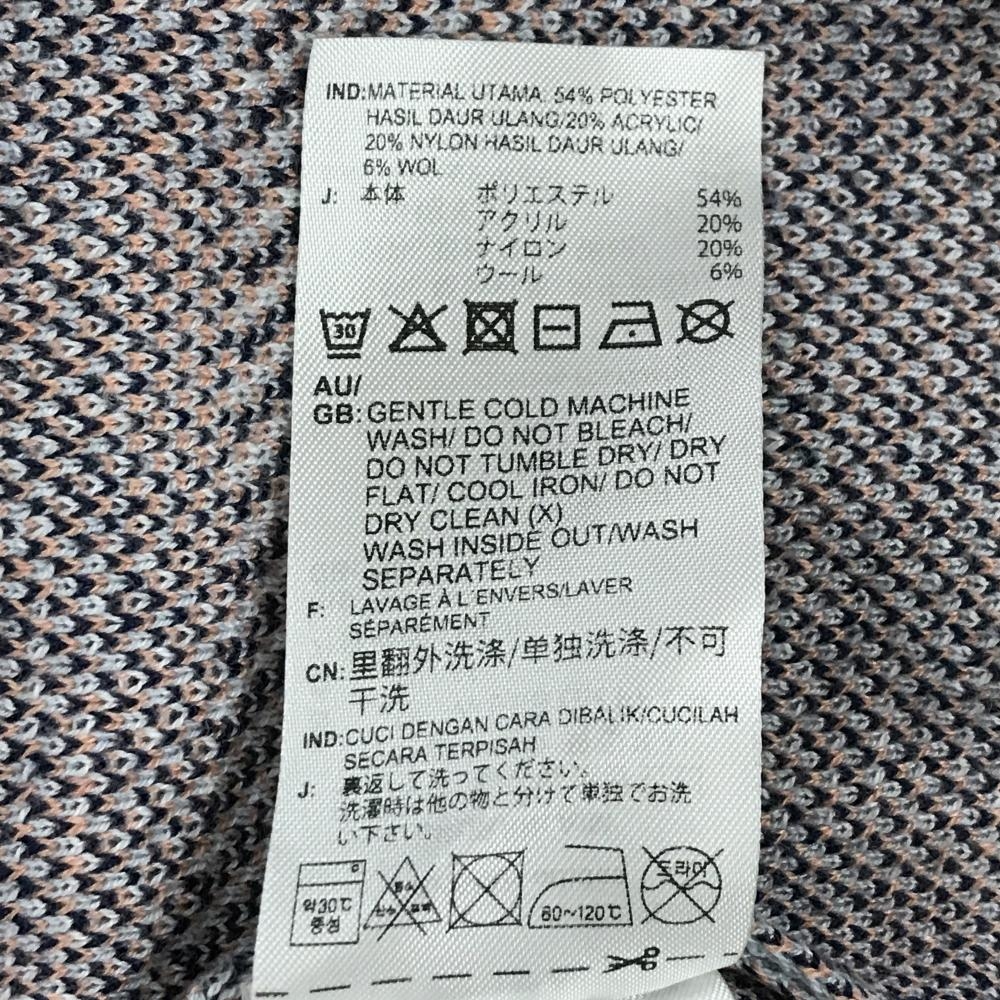 IND:MATERIAL UTAMA: 54% POLYESTER
HASIL DAUR ULANG/20% ACRYLIC/
20% NYLON HASIL DAUR ULANG/
6% WOL
J: 本体 ポリエステル 54%
アクリル 20%
ナイロン 20%
ウール 6%
30
AU/
GB: GENTLE COLD MACHINE
WASH/ DO NOT BLEACH/
DO NOT TUMBLE DRY/ DRY
FLAT/ COOL IRON/ DO NOT
DRY CLEAN (X)
WASH INSIDE OUT/WASH
SEPARATELY
F: LAVAGE À L'ENVERS/LAVER
SÉPARÉMENT
CN: 里翻外洗涤/单独洗涤/不可
干洗
IND:CUCI DENGAN CARA DIBALIK/CUCILAH
SECARA TERPISAH
J: 裏返して洗ってください。
洗濯時は他の物と分けて単独でお洗
い下さい。
약30℃
중성
80~120℃
드라이